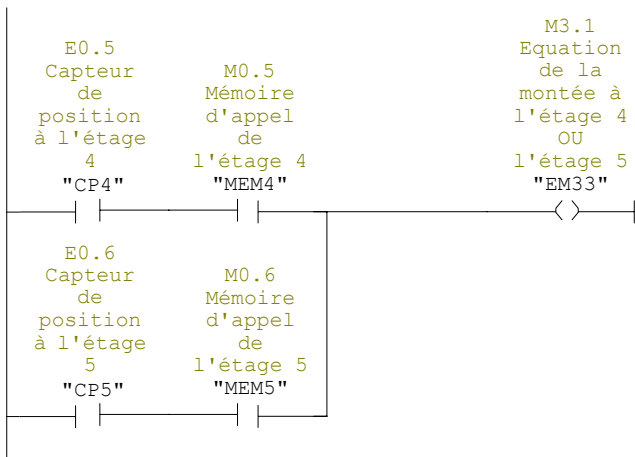 E0.5
Capteur
de
position
à l'étage
4
"CP4"
M0.5
Mémoire
d'appel
de
l'étage 4
"MEM4"
M3.1
Equation
de la
montée à
l'étage 4
OU
l'étage 5
"EM33"
E0.6
Capteur
de
position
à l'étage
5
"CP5"
M0.6
Mémoire
d'appel
de
l'étage 5
"MEM5"